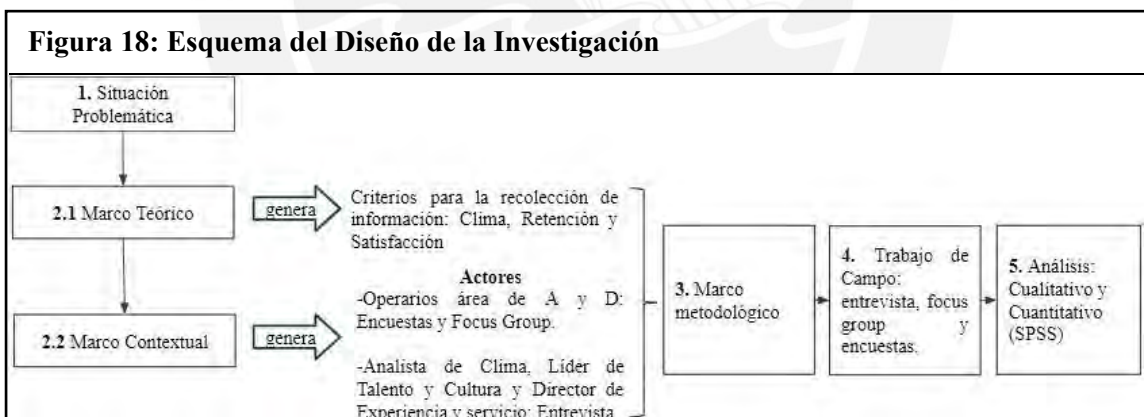 Figura 18: Esquema del Diseño de la Investigación
1. Situación
Problemática
2.1 Marco Teórico
genera
Criterios para la recolección de
información: Clima, Retención y
Satisfacción
Actores
-Operarios área de A y D:
Encuestas y Focus Group.
2.2 Marco Contextual
genera
-Analista de Clima, Líder de
Talento y Cultura y Director de
Experiencia y servicio: Entrevista
3. Marco
metodológico
4. Trabajo de
Campo:
entrevista, focus
group y
encuestas.
5. Análisis:
Cualitativo y
Cuantitativo
(SPSS)